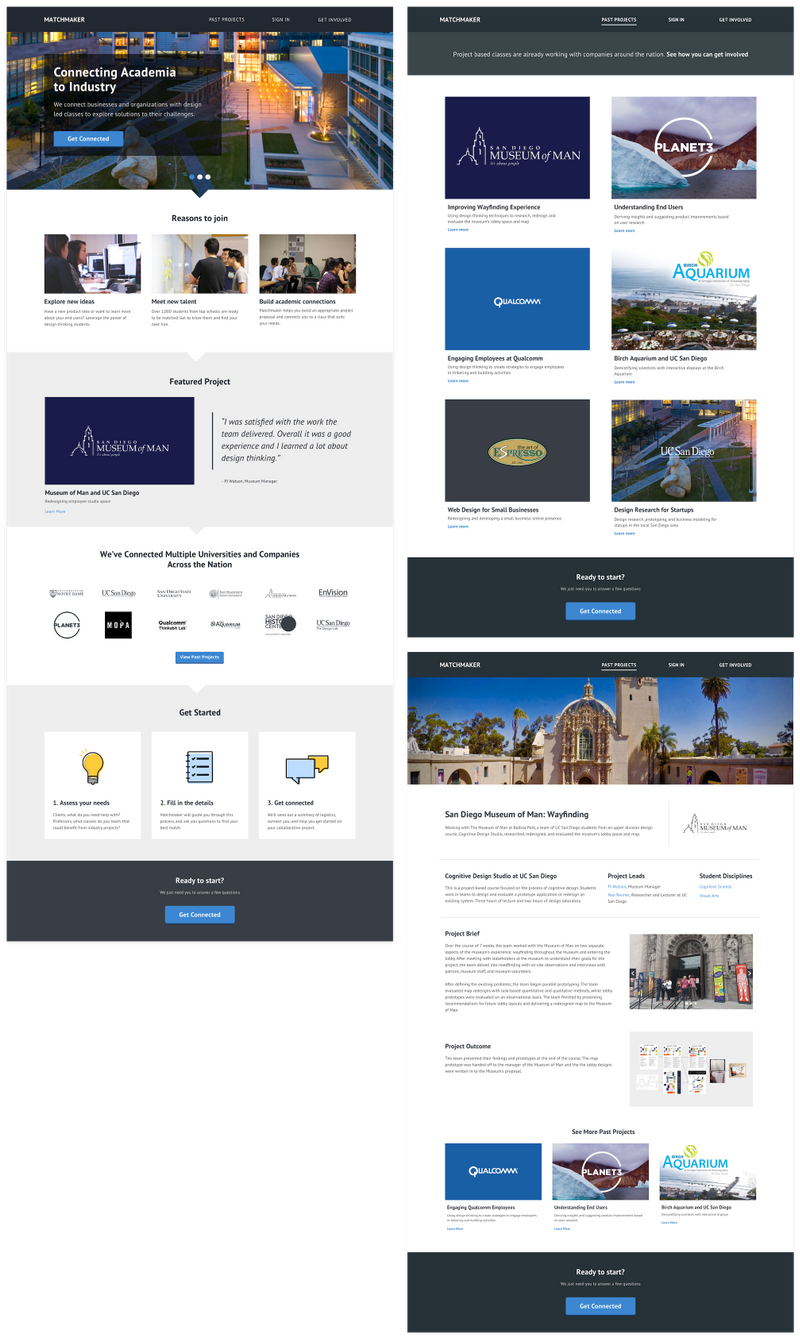 MATCHMAKER
PAST PROJECTS
SIGN IN
GET INVOLVED
Connecting Academia
to Industry
We connect businesses and organizations with design
led classes to explore solutions to their challenges.
Get Connected
Reasons to join
Explore new ideas
Have a new product idea or want to learn more
about your end users? Leverage the power of
design thinking students.
Meet new talent
Over 1,000 students from top schools are ready
to be matched. Get to know them and find your
next hire.
Build academic connections
Matchmaker helps you build an appropriate project
proposal and connects you to a class that suits
your needs.
Featured Project
SAN DIEGO
MUSEUM of MAN
it's about people
Museum of Man and UC San Diego
Redesigning employee studio space
Learn More
"I was satisfied with the work the
team delivered. Overall it was a good
experience and I learned a lot about
design thinking."
- PJ Watson, Museum Manager
We've Connected Multiple Universities and Companies
Across the Nation
NOTRE DAME
UC San Diego
SAN DIEGO STATE
UNIVERSITY
EnVision
PLANET3
MOPA
Qualcomm
Thinkabit Lab
AQUARIUM
SAN DIEGO
HISTO
CENT
UC San Diego
The Design Lab
View Past Projects
Get Started
1. Assess your needs
Clients, what do you need help with?
Professors, what classes do you teach that
could benefit from industry projects?
2. Fill in the details
Matchmaker will guide you through this
process, and ask you questions to find your
best match.
3. Get connected
We'll send out a summary of logistics,
connect you, and help you get started on
your collaborative project.
Ready to start?
We just need you to answer a few questions
Get Connected
MATCHMAKER
PAST PROJECTS
SIGN IN
GET INVOLVED
Project based classes are already working with companies around the nation. See how you can get involved
SAN DIEGO
MUSEUM of MAN
it's about people
Improving Wayfinding Experience
Using design thinking techniques to research, redesign and
evaluate the museum's lobby space and map
Learn more
PLANET3
Understanding End Users
Deriving insights and suggesting product improvements based
on user research
Learn more
QUALCOMM
Engaging Employees at Qualcomm
Using design thinking to create strategies to engage employees
in tinkering and building activities
Learn more
BIRCH
AQUARIUM
Birch Aquarium and UC San Diego
Demystifying scientists with interactive displays at the Birch
Aquarium
Learn more
the art of
ESPRESSO
Web Design for Small Businesses
Redesigning and developing a small business online presence
Learn more
UC San Diego
Design Research for Startups
Design research, prototyping, and business modeling for
startups in the local San Diego area
Learn more
Ready to start?
We just need you to answer a few questions
Get Connected
MATCHMAKER
PAST PROJECTS
SIGN IN
GET INVOLVED
San Diego Museum of Man: Wayfinding
Working with The Museum of Man at Balboa Park, a team of UC San Diego students from an upper division design
course, Cognitive Design Studio, researched, redesigned, and evaluated the museum's lobby space and map.
MUSEUM of MAN
Cognitive Design Studio at UC San Diego
This is a project-based course focused on the process of cognitive design. Students
work in teams to design and evaluate a prototype application or redesign an
existing system. Three hours of lecture and two hours of design laboratory.
Project Leads
PJ Watson, Museum Manager
Researcher and Lecturer at UC
San Diego
Student Disciplines
Cognitive Science
Visual Arts
Project Brief
Over the course of 7 weeks, the team worked with the Museum of Man on two separate
aspects of the museum's experience: wayfinding throughout the museum and entering the
lobby. After meeting with stakeholders at the museum to understand their goals for the
project, the team delved into needfinding with on-site observations and interviews with
patrons, museum staff, and museum volunteers.
After defining the existing problems, the team began parallel prototyping. The team
evaluated map redesigns with task-based quantitative and qualitative methods, while lobby
prototypes were evaluated on an observational basis. The team finished by presenting
recommendations for future lobby layouts and delivering a redesigned map to the Museum
of Man.
Project Outcome
The team presented their findings and prototypes at the end of the course. The map
prototype was handed off to the manager of the Museum of Man and the lobby designs
were written in to the Museum's proposal.
See More Past Projects
QUALCOMM
Engaging Qualcomm Employees
Using design thinking to create strategies to engage employees
in tinkering and building activities
Learn More
PLANET3
Understanding End Users
Deriving insights and suggesting product improvements based
on user research
Learn More
BIRCH
AQUARIUM
Birch Aquarium and UC San Diego
Demystifying scientists with interactive displays
Learn More
Ready to start?
We just need you to answer a few questions
Get Connected